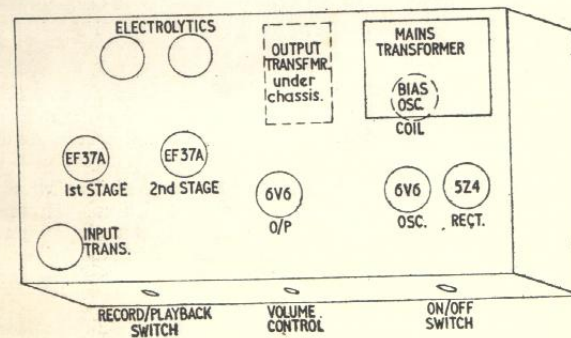 ELECTROLYTICS
OUTPUT
TRANSFMR.
under
chassis.
MAINS
TRANSFORMER
BIAS
OSC.
COIL
EF37A
1st STAGE
EF37A
2nd STAGE
6V6
O/P
6V6
OSC.
5Z4
RECT.
INPUT
TRANS.
RECORD/PLAYBACK
SWITCH
VOLUME
CONTROL
ON/OFF
SWITCH